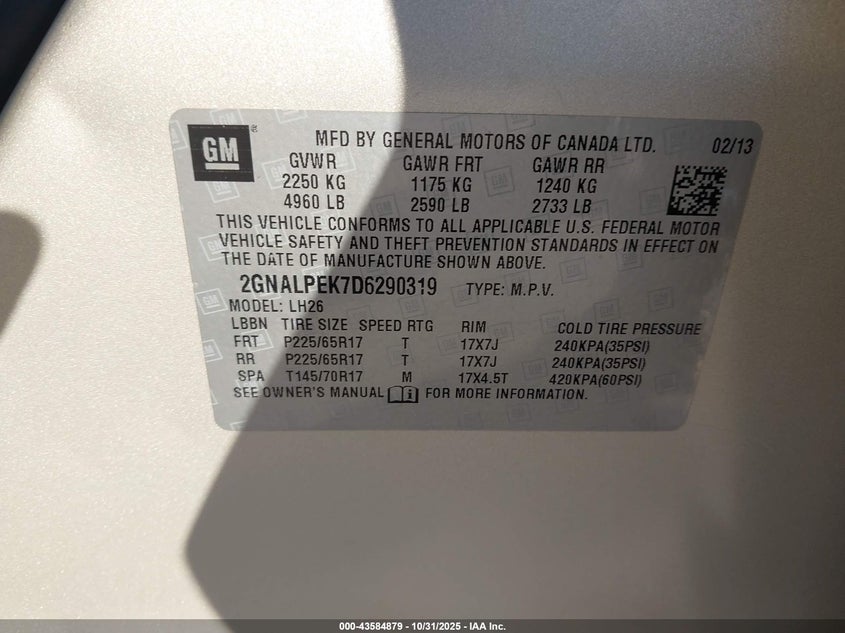 GM ®
MFD BY GENERAL MOTORS OF CANADA LTD. 02/13
GVWR GAWR FRT GAWR RR
2250 KG 1175 KG 1240 KG
4960 LB 2590 LB 2733 LB
THIS VEHICLE CONFORMS TO ALL APPLICABLE U.S. FEDERAL MOTOR
VEHICLE SAFETY AND THEFT PREVENTION STANDARDS IN EFFECT ON
THE DATE OF MANUFACTURE SHOWN ABOVE.
2GNALPEK7D6290319 TYPE: M.P.V.
MODEL: LH26
LBBN TIRE SIZE SPEED RTG RIM COLD TIRE PRESSURE
FRT P225/65R17 T 17X7J 240KPA(35PSI)
RR P225/65R17 T 17X7J 240KPA(35PSI)
SPA T145/70R17 M 17X4.5T 420KPA(60PSI)
SEE OWNER'S MANUAL i FOR MORE INFORMATION.
000-43584879 - 10/31/2025 - IAA Inc.